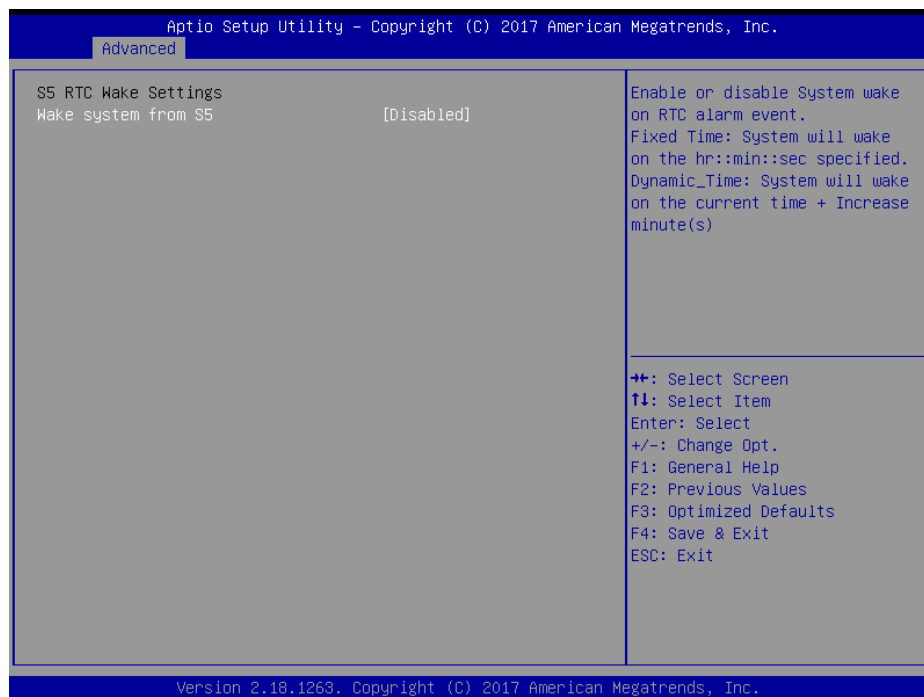 Aptio Setup Utility – Copyright (C) 2017 American Megatrends, Inc.
Advanced
S5 RTC Wake Settings
Wake system from S5 [Disabled]
Enable or disable System wake
on RTC alarm event.
Fixed Time: System will wake
on the hr::min::sec specified.
Dynamic_Time: System will wake
on the current time + Increase
minute(s)
→←: Select Screen
↑↓: Select Item
Enter: Select
+/-: Change Opt.
F1: General Help
F2: Previous Values
F3: Optimized Defaults
F4: Save & Exit
ESC: Exit
Version 2.18.1263. Copyright (C) 2017 American Megatrends, Inc.